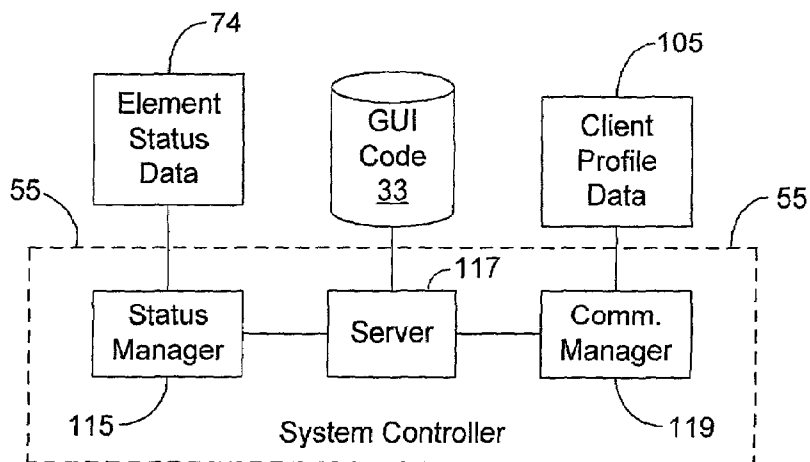 74
105
Element
Status
Data
GUI
Code
33
Client
Profile
Data
55
55
117
Status
Manager
Server
Comm.
Manager
115
System Controller
119